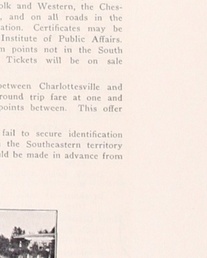 olk and Western, the Ches-
, and on all roads in the
ation. Certificates may be
Institute of Public Affairs.
m points not in the South
Tickets will be on sale
between Charlottesville and
round trip fare at one and
points between. This offer
fail to secure identification
the Southeastern territory
uld be made in advance from